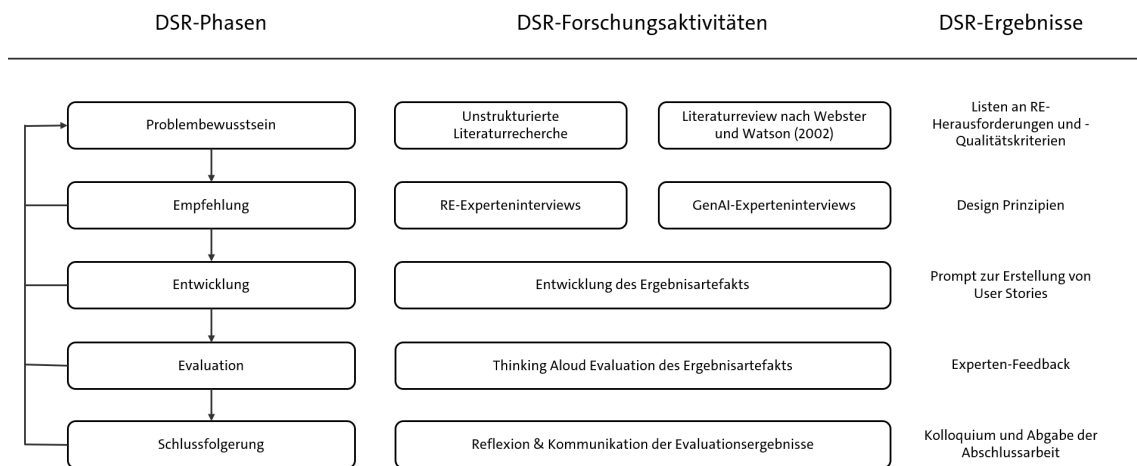 DSR-Phasen
DSR-Forschungsaktivitäten
DSR-Ergebnisse
Problembewusstsein
Unstrukturierte
Literaturrecherche
Literaturreview nach Webster
und Watson (2002)
Listen an RE-
Herausforderungen und -
Qualitätskriterien
Empfehlung
RE-Experteninterviews
GenAI-Experteninterviews
Design Prinzipien
Entwicklung
Entwicklung des Ergebnisartefakts
Prompt zur Erstellung von
User Stories
Evaluation
Thinking Aloud Evaluation des Ergebnisartefakts
Experten-Feedback
Schlussfolgerung
Reflexion & Kommunikation der Evaluationsergebnisse
Kolloquium und Abgabe der
Abschlussarbeit